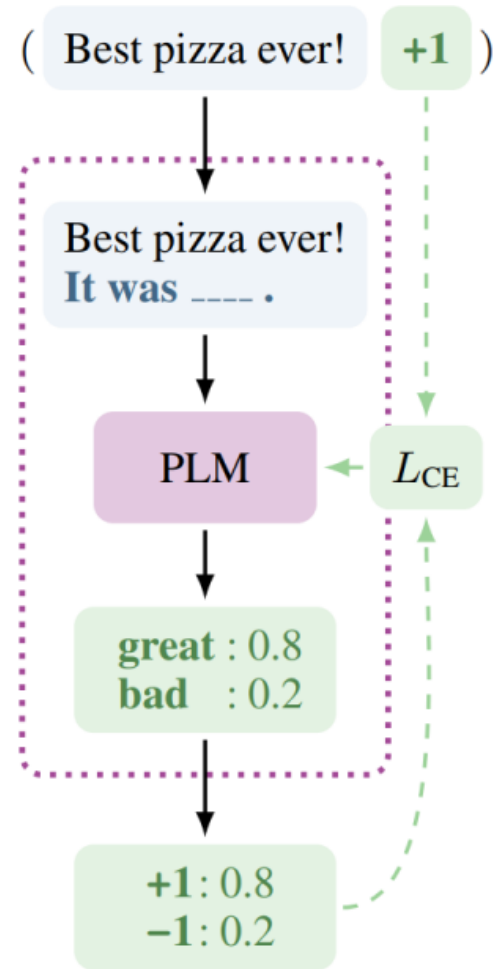 ( Best pizza ever! +1 )
Best pizza ever!
It was ____ .
PLM
L_CE
great : 0.8
bad : 0.2
+1: 0.8
−1: 0.2